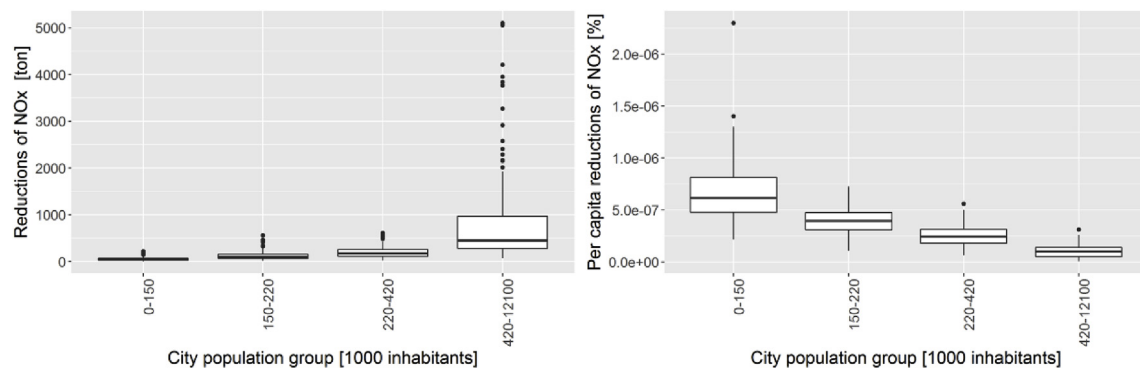 Reductions of NOx [ton]
5000
4000
3000
2000
1000
0
0-150
150-220
220-420
420-12100
City population group [1000 inhabitants]
Per capita reductions of NOx [%]
2.0e-06
1.5e-06
1.0e-06
5.0e-07
0.0e+00
0-150
150-220
220-420
420-12100
City population group [1000 inhabitants]